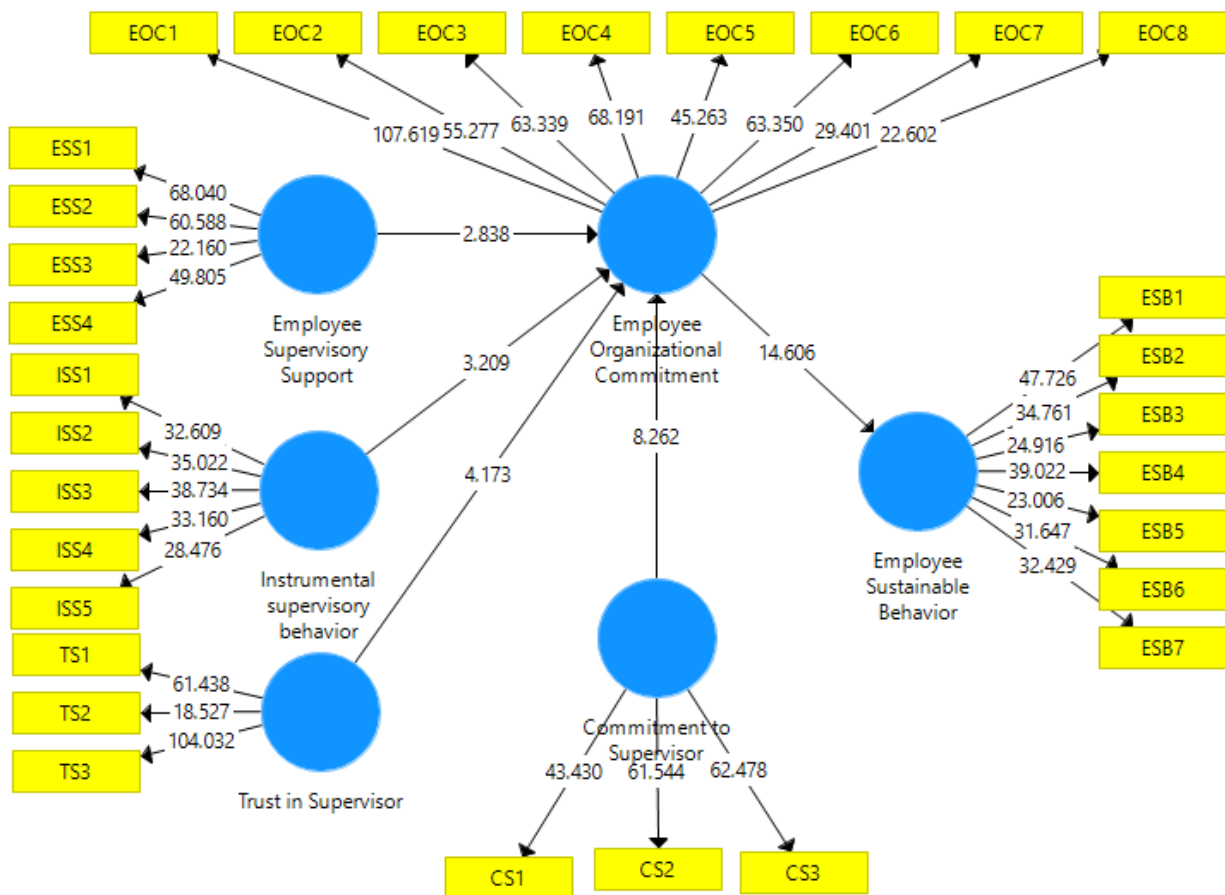 EOC1 EOC2 EOC3 EOC4 EOC5 EOC6 EOC7 EOC8
107.619 55.277 63.339 68.191 45.263 63.350 29.401 22.602
ESS1
ESS2
ESS3
ESS4
68.040
60.588
22.160
49.805
Employee
Supervisory
Support
2.838
Employee
Organizational
Commitment
ISS1
ISS2
ISS3
ISS4
ISS5
32.609
35.022
38.734
33.160
28.476
Instrumental
supervisory
behavior
3.209
TS1
TS2
TS3
61.438
18.527
104.032
Trust in Supervisor
4.173
8.262
14.606
Commitment to
Supervisor
43.430 61.544 62.478
CS1 CS2 CS3
Employee
Sustainable
Behavior
47.726
34.761
24.916
39.022
23.006
31.647
32.429
ESB1
ESB2
ESB3
ESB4
ESB5
ESB6
ESB7